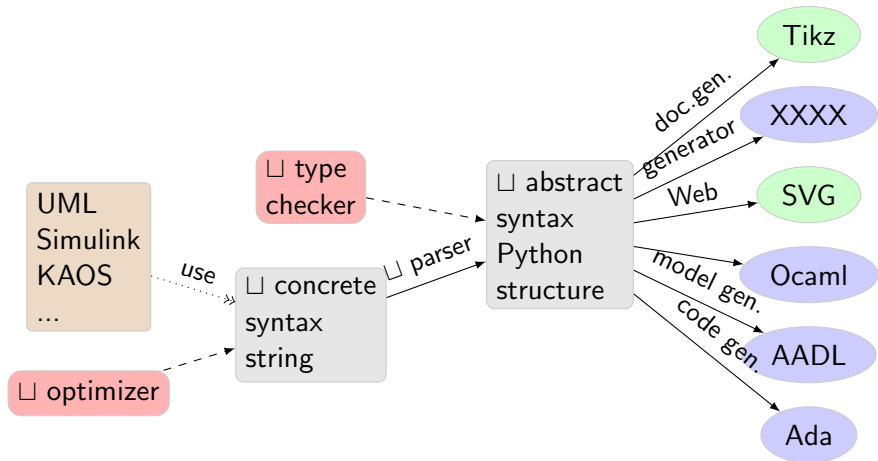 Tikz
doc.gen.
XXXX
generator
⊔ type
checker
⊔ abstract
syntax
Python
structure
Web
SVG
UML
Simulink
KAOS
...
use
⊔ parser
⊔ concrete
syntax
string
Ocaml
model gen.
code gen.
AADL
⊔ optimizer
Ada